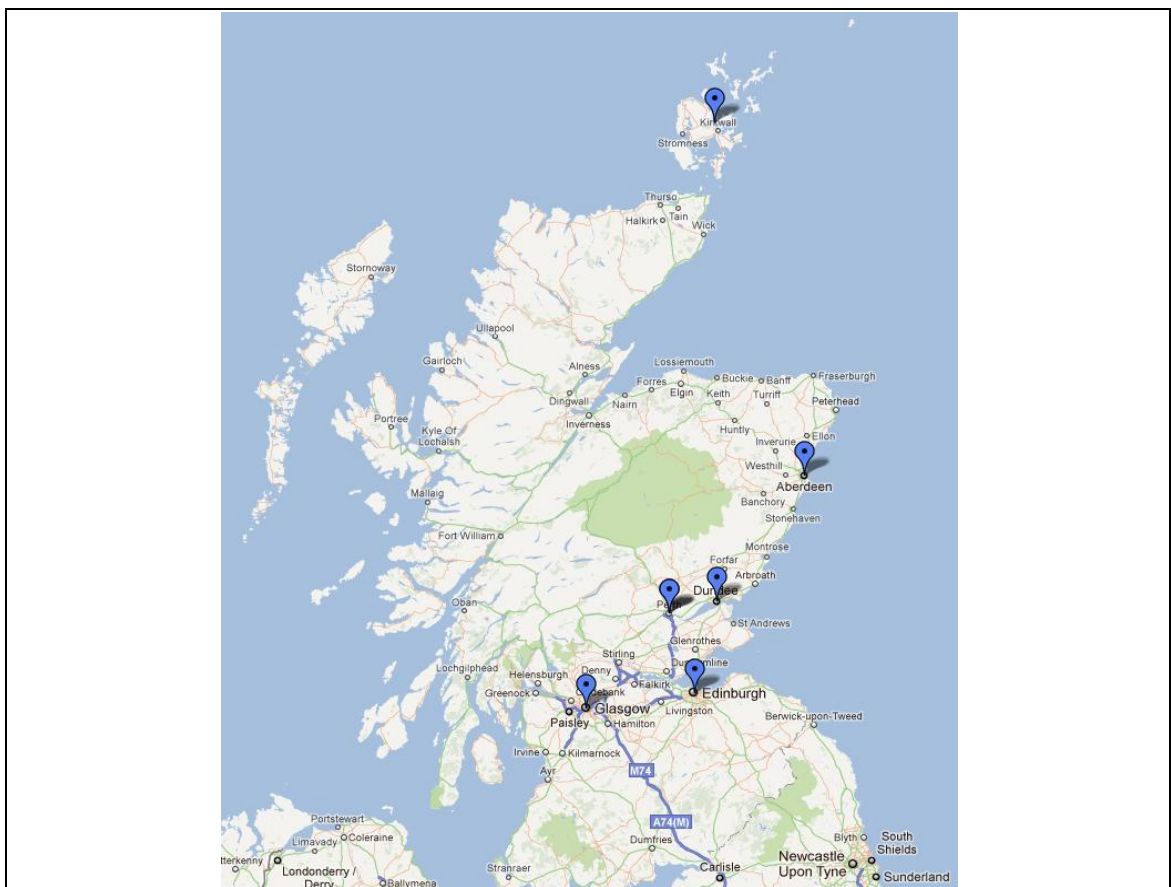 Kirkwall
Stromness
Thurso
Tain
Halkirk
Wick
Stornoway
Ullapool
Gairloch
Alness
Lossiemouth
Dingwall
Nairn
Forres
Elgin
Buckie
Keith
Banff
Turriff
Fraserburgh
Peterhead
Portree
Kyle Of
Lochalsh
Inverness
Huntly
Inverurie
Ellon
Westhill
Aberdeen
Mallaig
Banchory
Stonehaven
Fort William
Montrose
Forfar
Arbroath
Dundee
Perth
Oban
St Andrews
Glenrothes
Stirling
Lochgilphead
Helensburgh
Denny
Greenock
Falkirk
Edinburgh
Glasgow
Livingston
Paisley
Hamilton
Berwick-upon-Tweed
Irvine
Kilmarnock
M74
Ayr
A74(M)
Portstewart
Coleraine
Limavady
Dumfries
Blyth
South
Shields
Newcastle
Upon Tyne
Carlisle
Stranraer
tterkenny
Londonderry /
Derry
Ballymena
Sunderland